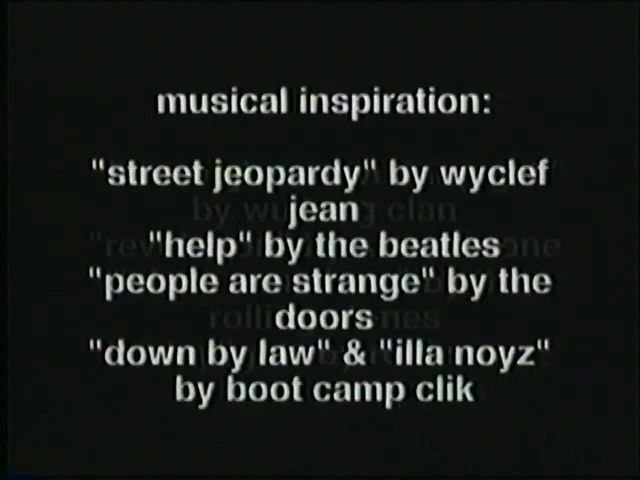 musical inspiration:
"street jeopardy" by wyclef
jean
"help" by the beatles
"people are strange" by the
doors
"down by law" & "illa noyz"
by boot camp clik